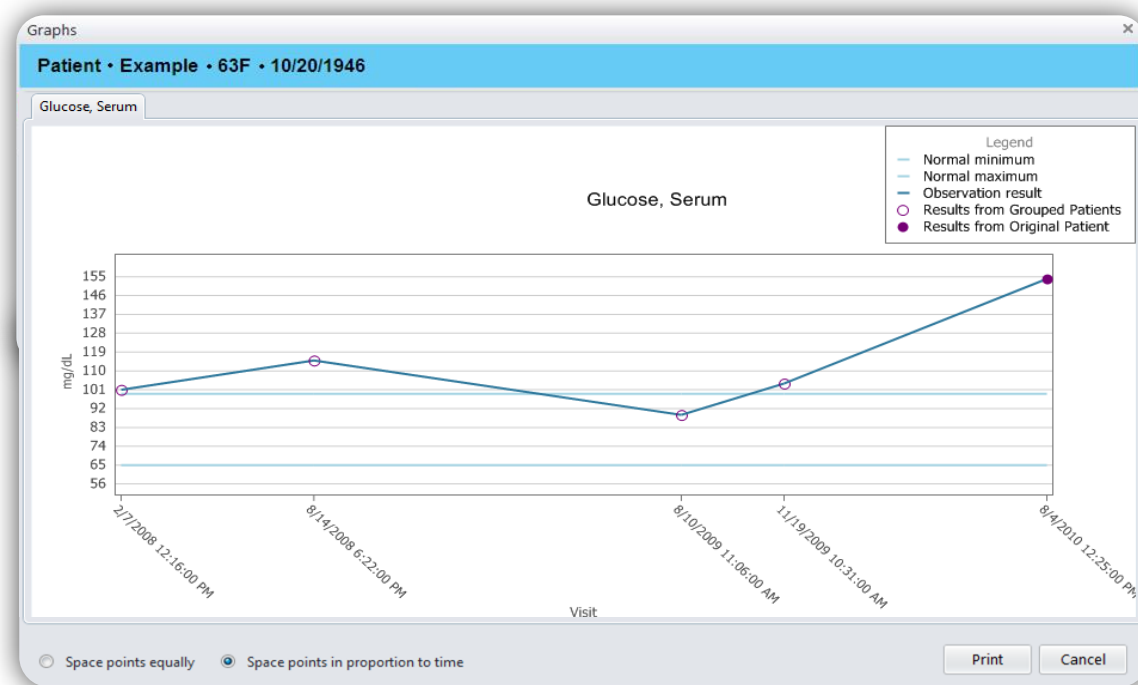 Graphs
Patient • Example • 63F • 10/20/1946
Glucose, Serum
Legend
Normal minimum
Normal maximum
Observation result
Results from Grouped Patients
Results from Original Patient
Glucose, Serum
155
146
137
128
119
110
101
92
83
74
65
56
mg/dL
2/7/2008 12:16:00 PM
8/14/2008 6:22:00 PM
8/10/2009 11:06:00 AM
11/19/2009 10:31:00 AM
8/4/2010 12:25:00 PM
Visit
Space points equally
Space points in proportion to time
Print
Cancel